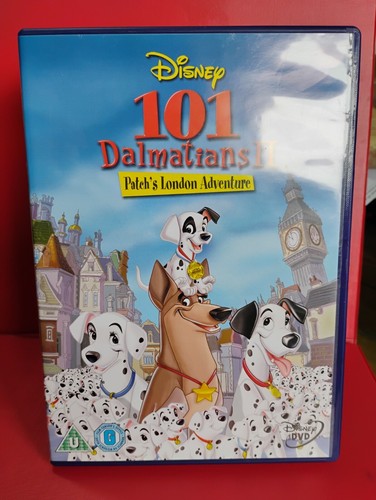 Disney
101
Dalmatians II
Patch's London Adventure
U
Disney
DVD